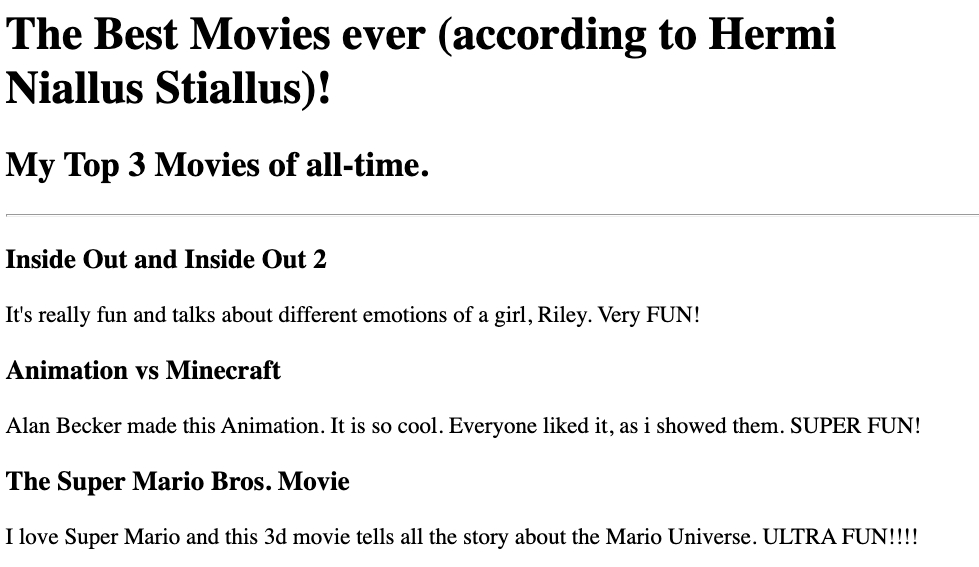 The Best Movies ever (according to Hermi
Niallus Stiallus)!
My Top 3 Movies of all-time.
Inside Out and Inside Out 2
It's really fun and talks about different emotions of a girl, Riley. Very FUN!
Animation vs Minecraft
Alan Becker made this Animation. It is so cool. Everyone liked it, as i showed them. SUPER FUN!
The Super Mario Bros. Movie
I love Super Mario and this 3d movie tells all the story about the Mario Universe. ULTRA FUN!!!!